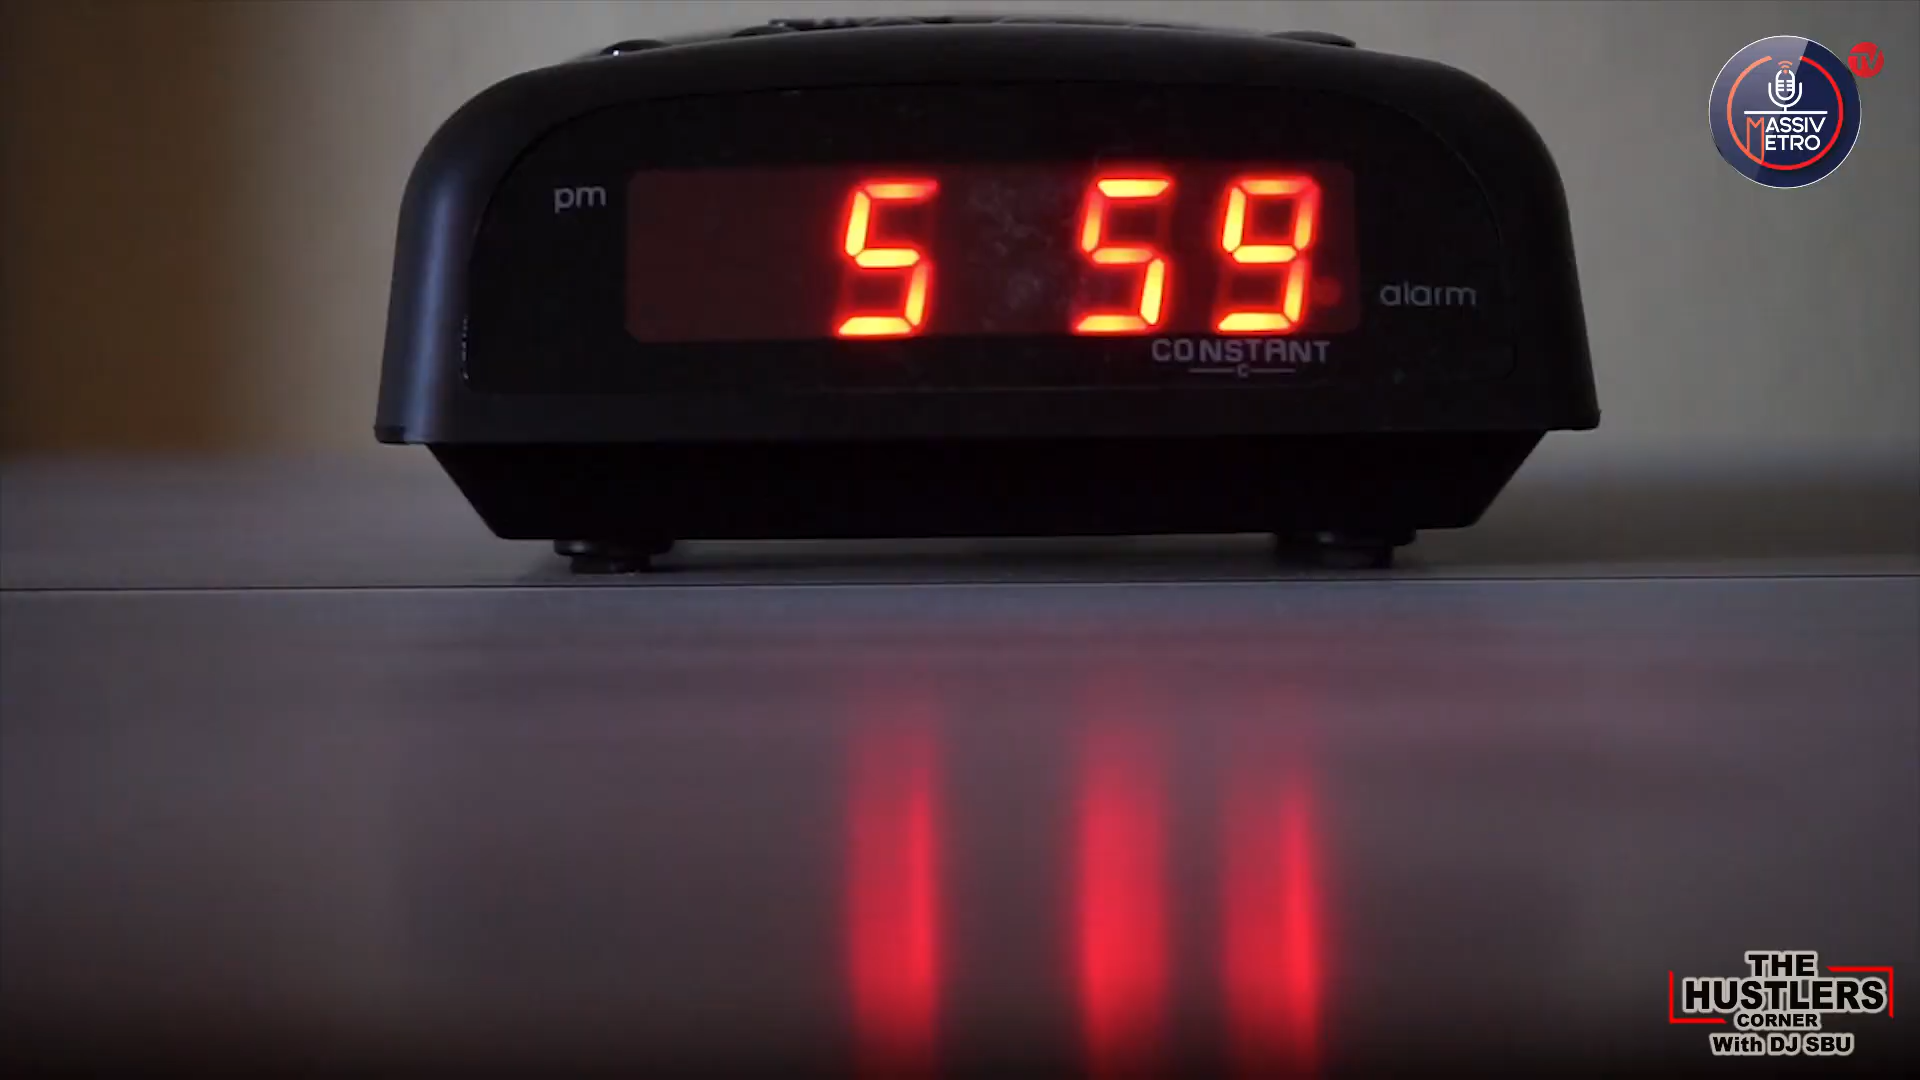 TV
MASSIV
METRO
pm
5 59
alarm
CONSTANT
C
THE
HUSTLERS
CORNER
With DJ SBU